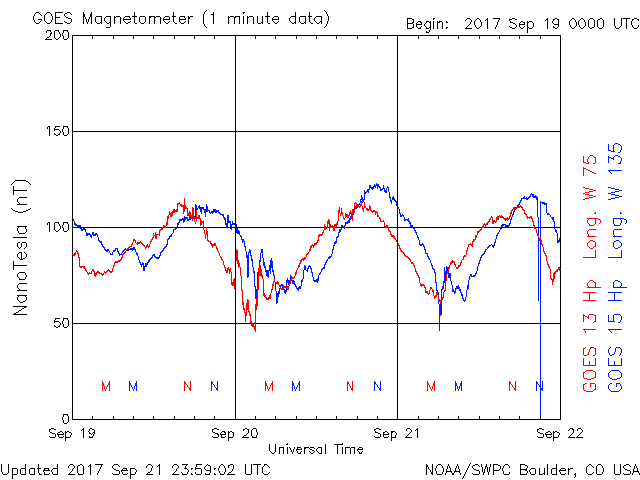 GOES Magnetometer (1 minute data)
Begin: 2017 Sep 19 0000 UTC
200
150
100
50
0
NanoTesla (nT)
M M N N M M N N M M N N
Sep 19 Sep 20 Sep 21 Sep 22
Universal Time
GOES 13 Hp Long. W 75
GOES 15 Hp Long. W 135
Updated 2017 Sep 21 23:59:02 UTC
NOAA/SWPC Boulder, CO USA